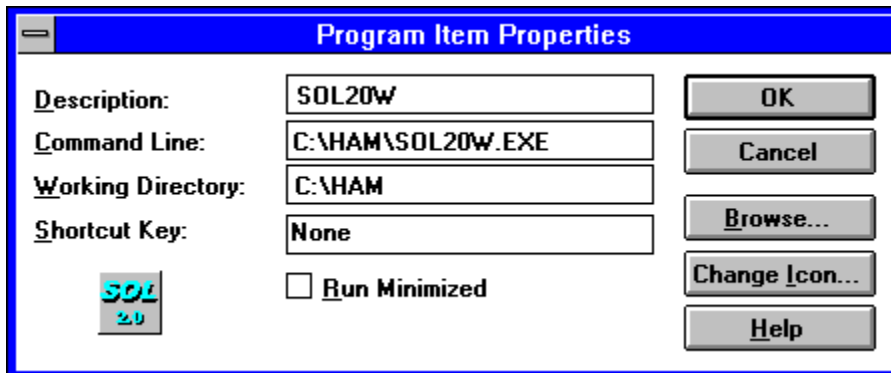 Program Item Properties
Description: SOL20W OK
Command Line: C:\HAM\SOL20W.EXE Cancel
Working Directory: C:\HAM
Shortcut Key: None Browse...
SOL 2.0 Run Minimized Change Icon...
Help